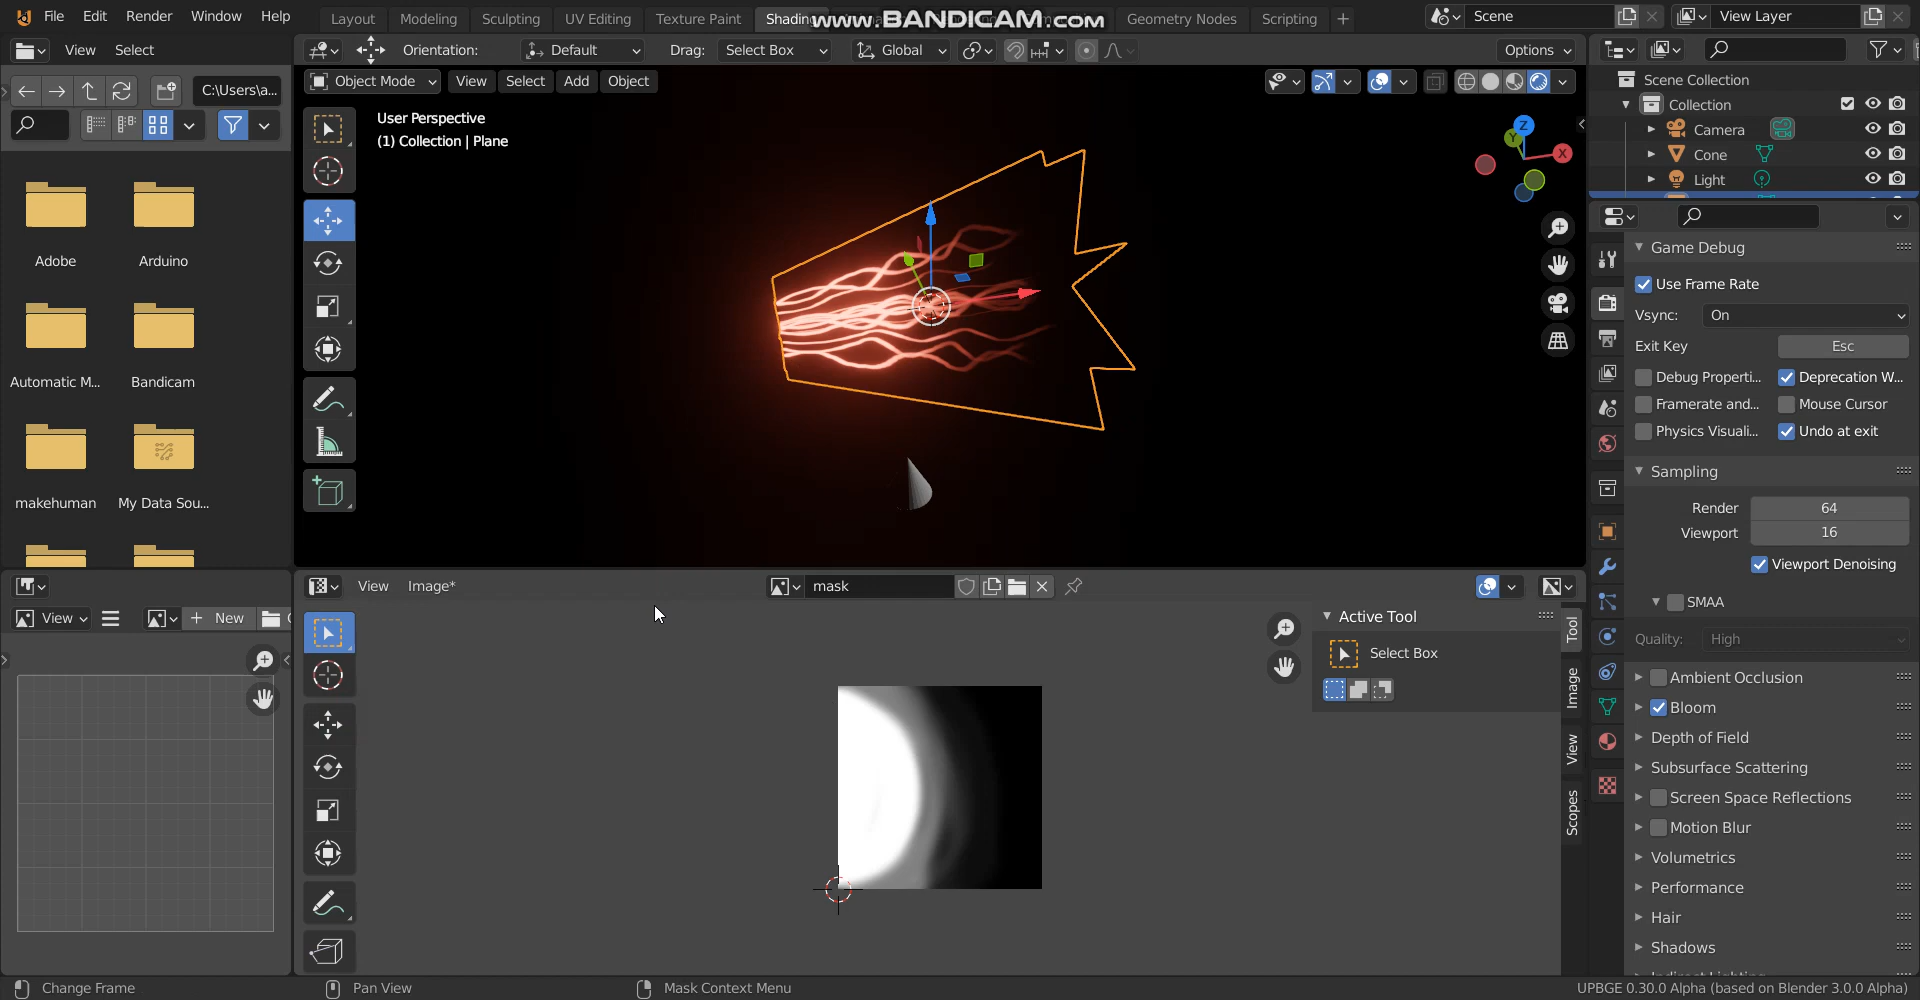 File Edit Render Window Help
Layout Modeling Sculpting UV Editing Texture Paint Shading
www.BANDICAM.com
Geometry Nodes Scripting +
Scene
View Layer
View Select
Orientation: Default Drag: Select Box Global Options
C:\Users\a...
Object Mode View Select Add Object
User Perspective
(1) Collection | Plane
Adobe Arduino
Automatic M... Bandicam
makehuman My Data Sou...
Z
Y
X
Scene Collection
Collection
Camera
Cone
Light
Game Debug
Use Frame Rate
Vsync: On
Exit Key Esc
Debug Properti... Deprecation W...
Framerate and... Mouse Cursor
Physics Visuali... Undo at exit
Sampling
Render 64
Viewport 16
Viewport Denoising
SMAA
Quality: High
Ambient Occlusion
Bloom
Depth of Field
Subsurface Scattering
Screen Space Reflections
Motion Blur
Volumetrics
Performance
Hair
Shadows
View + New
View Image* mask
Active Tool
Select Box
Tool
Image
View
Scopes
Change Frame Pan View Mask Context Menu
UPBGE 0.30.0 Alpha (based on Blender 3.0.0 Alpha)